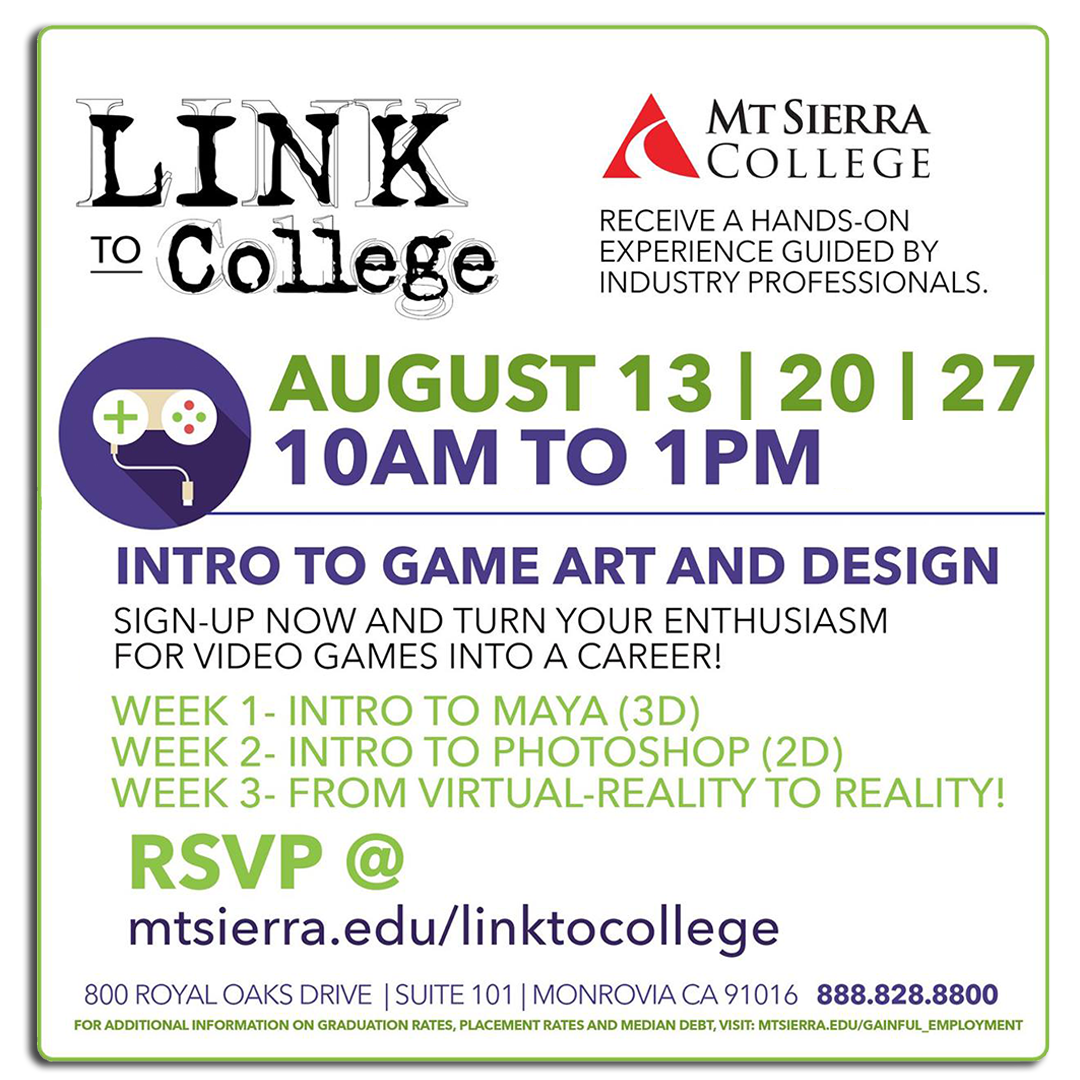 LINK
TO College
MT SIERRA
COLLEGE
RECEIVE A HANDS-ON
EXPERIENCE GUIDED BY
INDUSTRY PROFESSIONALS.
AUGUST 13 | 20 | 27
10AM TO 1PM
INTRO TO GAME ART AND DESIGN
SIGN-UP NOW AND TURN YOUR ENTHUSIASM
FOR VIDEO GAMES INTO A CAREER!
WEEK 1- INTRO TO MAYA (3D)
WEEK 2- INTRO TO PHOTOSHOP (2D)
WEEK 3- FROM VIRTUAL-REALITY TO REALITY!
RSVP @
mtsierra.edu/linktocollege
800 ROYAL OAKS DRIVE | SUITE 101 | MONROVIA CA 91016 888.828.8800
FOR ADDITIONAL INFORMATION ON GRADUATION RATES, PLACEMENT RATES AND MEDIAN DEBT, VISIT: MTSIERRA.EDU/GAINFUL_EMPLOYMENT